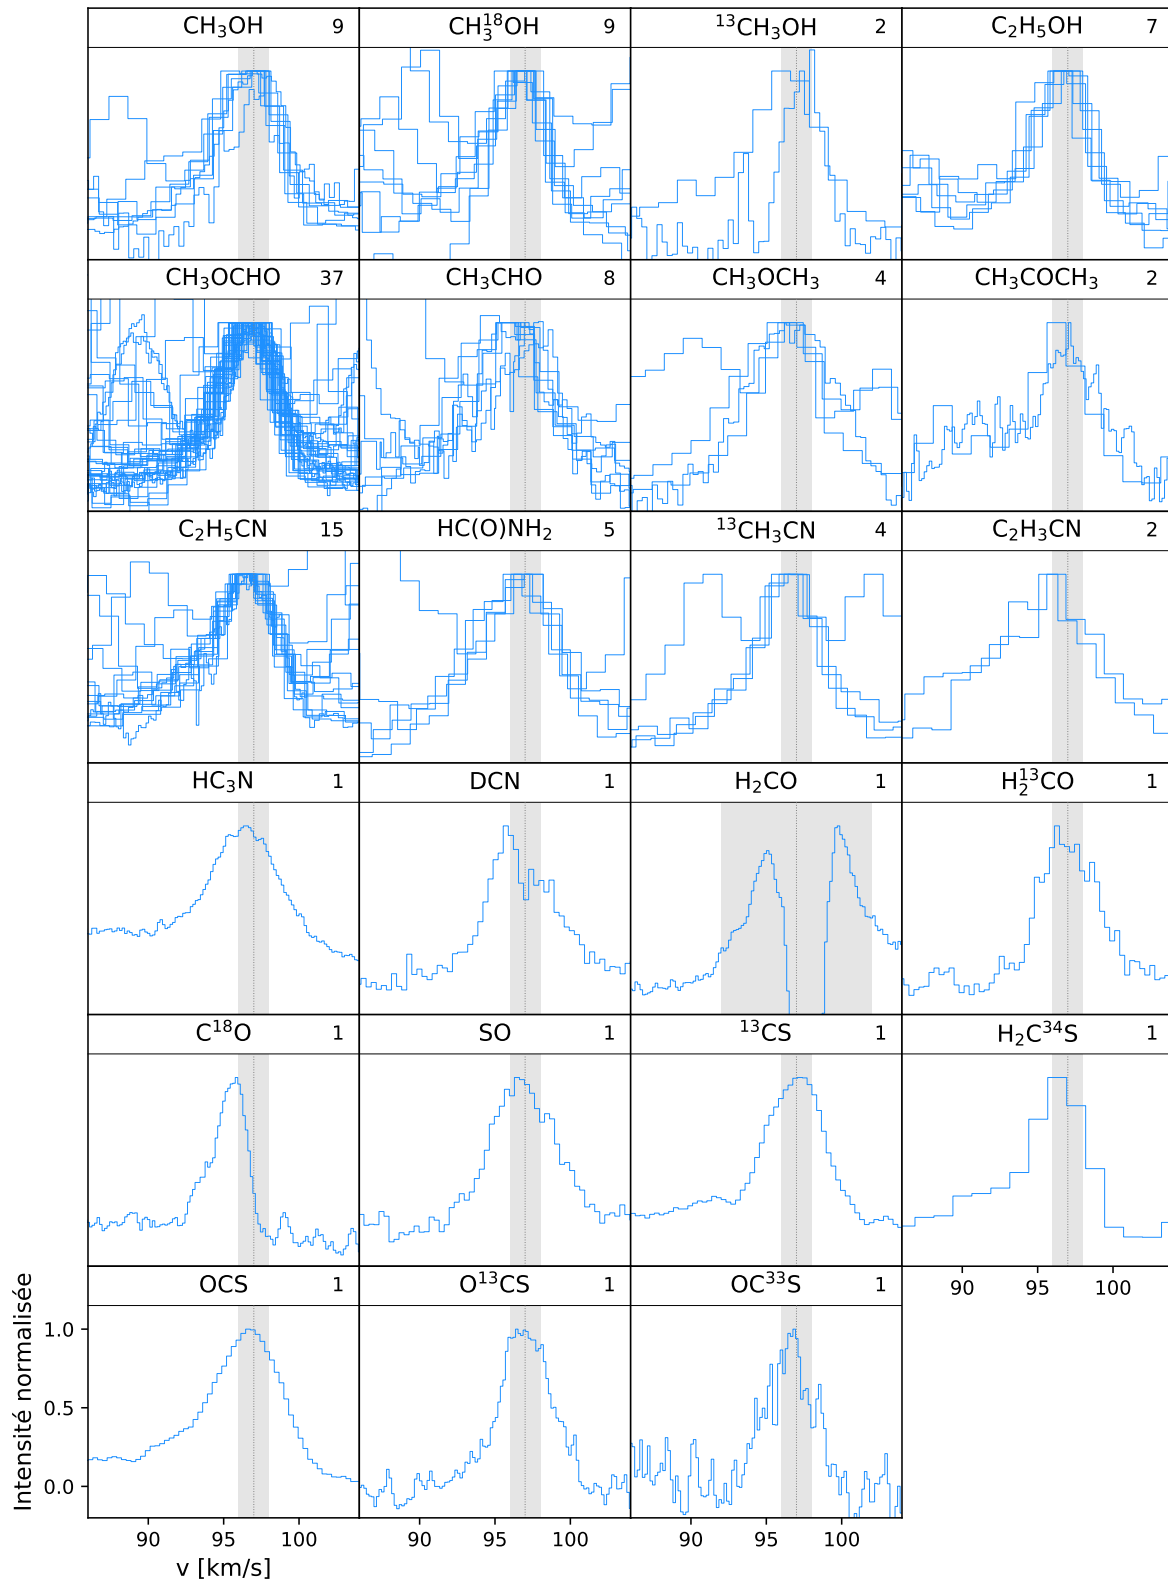 CH₃OH 9 CH₃¹⁸OH 9 ¹³CH₃OH 2 C₂H₅OH 7
CH₃OCHO 37 CH₃CHO 8 CH₃OCH₃ 4 CH₃COCH₃ 2
C₂H₅CN 15 HC(O)NH₂ 5 ¹³CH₃CN 4 C₂H₃CN 2
HC₃N 1 DCN 1 H₂CO 1 H₂¹³CO 1
C¹⁸O 1 SO 1 ¹³CS 1 H₂C³⁴S 1
90 95 100
OCS 1 O¹³CS 1 OC³³S 1
1.0
0.5
0.0
Intensité normalisée
90 95 100 90 95 100 90 95 100
v [km/s]